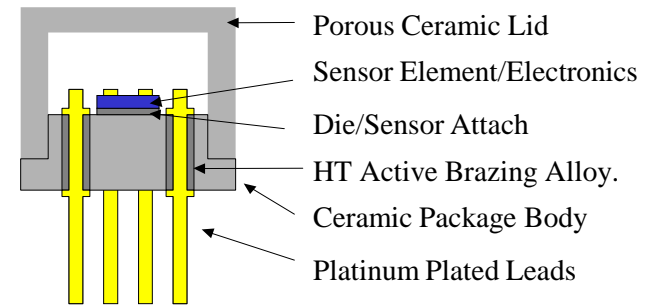 Porous Ceramic Lid
Sensor Element/Electronics
Die/Sensor Attach
HT Active Brazing Alloy.
Ceramic Package Body
Platinum Plated Leads